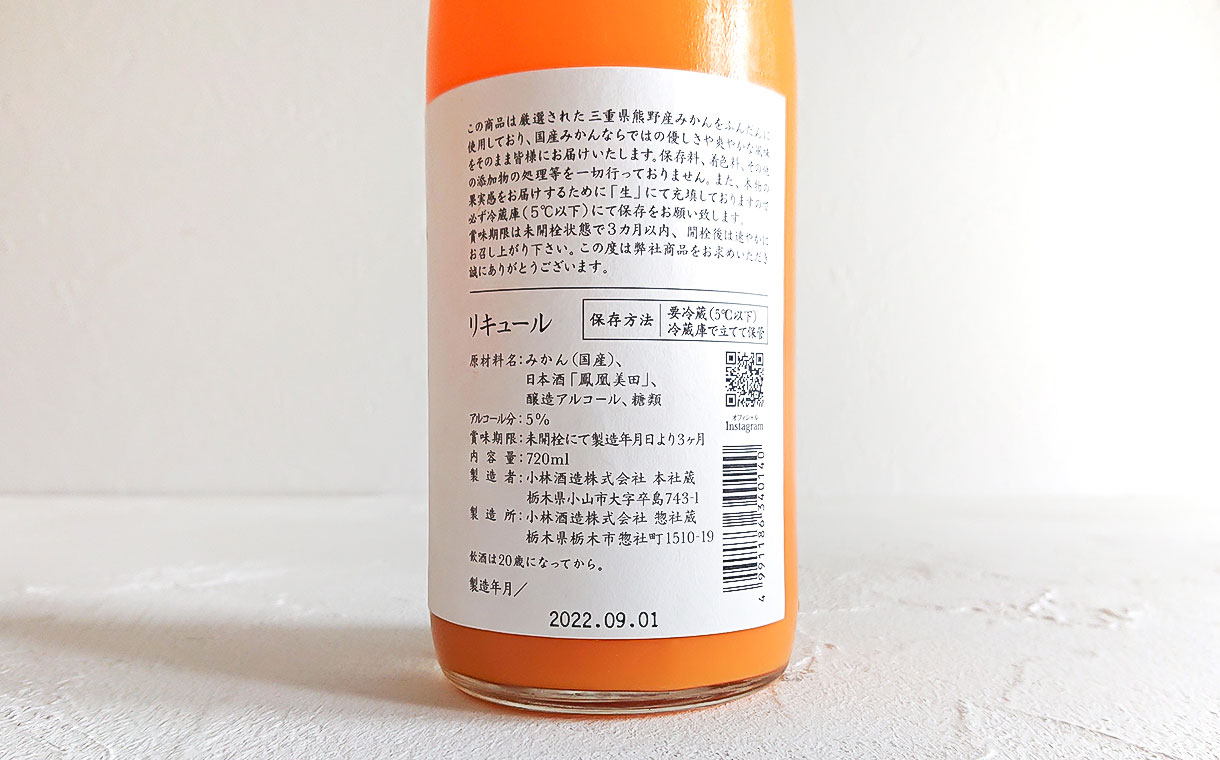 この商品は厳選された三重県熊野産みかんをふんだんに
使用しており、国産みかんならではの優しさや爽やかな風味
をそのまま皆様にお届けいたします。保存料、着色料、その他
の添加物の処理等を一切行っておりません。また、本物の
果実感をお届けするために「生」にて充填しておりますので
必ず冷蔵庫(5℃以下)にて保存をお願い致します。
賞味期限は未開栓状態で3カ月以内、開栓後は速やかに
お召し上がり下さい。この度は弊社商品をお求めいただき
誠にありがとうございます。
リキュール
保存方法
要冷蔵(5℃以下)
冷蔵庫で立てて保管
原材料名:みかん(国産)、
日本酒「鳳凰美田」、
醸造アルコール、糖類
アルコール分:5%
賞味期限:未開栓にて製造年月日より3ヶ月
内容量:720ml
製造者:小林酒造株式会社 本社蔵
栃木県小山市大字卒島743-1
製造所:小林酒造株式会社 惣社蔵
栃木県栃木市惣社町1510-19
飲酒は20歳になってから。
製造年月/
2022.09.01
オフィシャル
Instagram
4991186340140